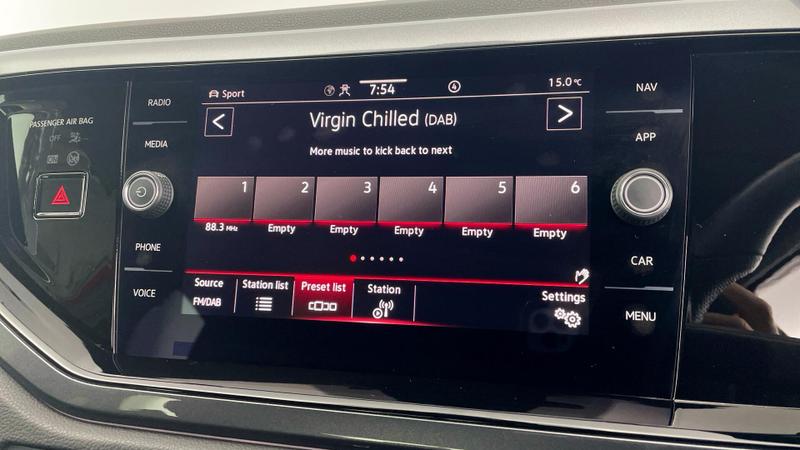 PASSENGER AIR BAG
OFF
ON
RADIO
MEDIA
PHONE
VOICE
Sport
7:54
4
15.0 °C
< Virgin Chilled (DAB) >
More music to kick back to next
1 2 3 4 5 6
88.3 MHz Empty Empty Empty Empty Empty
Source Station list Preset list Station Settings
FM/DAB
NAV
APP
CAR
MENU